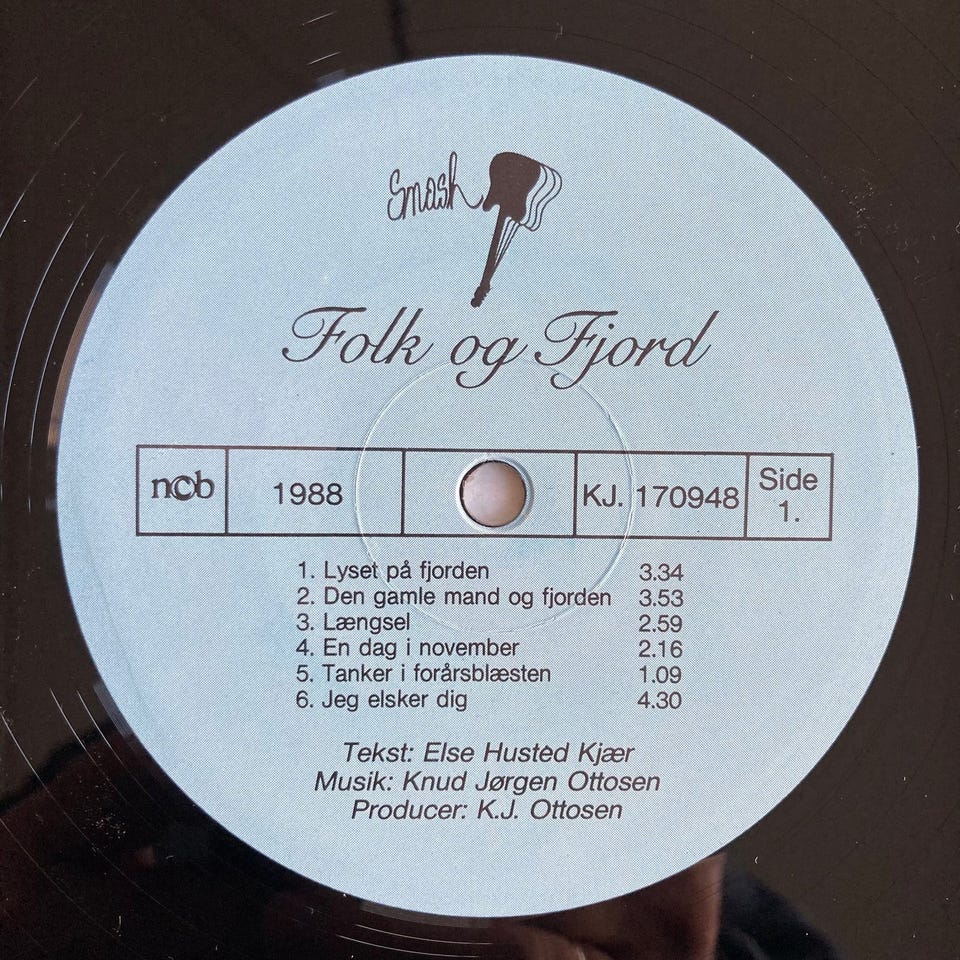 Smash
Folk og Fjord
ncb 1988 KJ. 170948 Side 1.
1. Lyset på fjorden 3.34
2. Den gamle mand og fjorden 3.53
3. Længsel 2.59
4. En dag i november 2.16
5. Tanker i forårsblæsten 1.09
6. Jeg elsker dig 4.30
Tekst: Else Husted Kjær
Musik: Knud Jørgen Ottosen
Producer: K.J. Ottosen